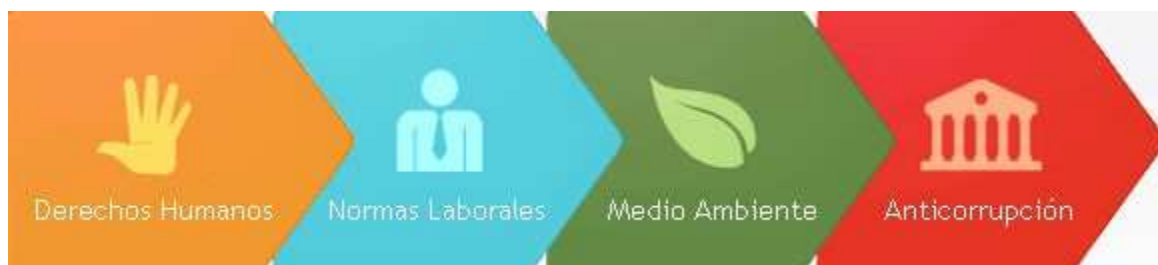 Derechos Humanos
Normas Laborales
Medio Ambiente
Anticorrupción